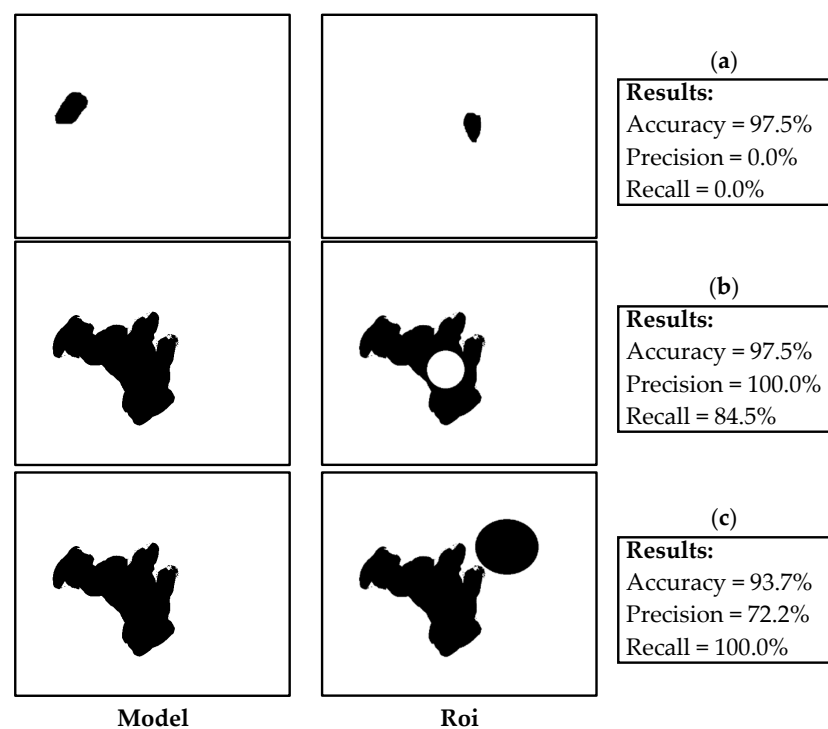 (a)
Results:
Accuracy = 97.5%
Precision = 0.0%
Recall = 0.0%
(b)
Results:
Accuracy = 97.5%
Precision = 100.0%
Recall = 84.5%
(c)
Results:
Accuracy = 93.7%
Precision = 72.2%
Recall = 100.0%
Model Roi